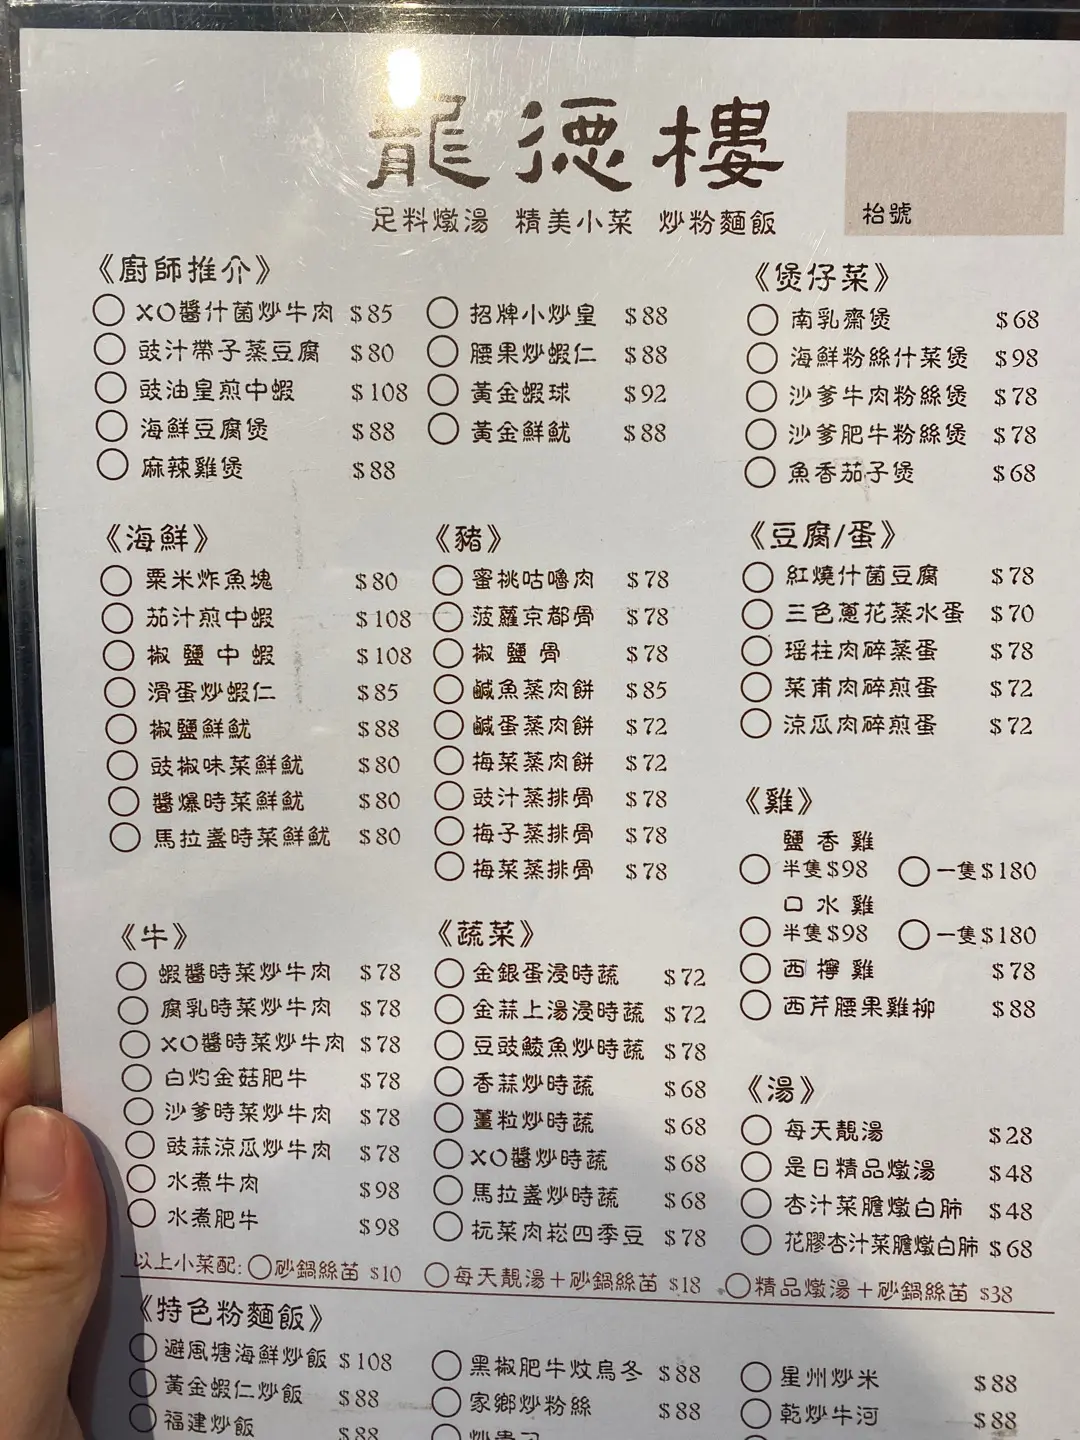 龍德樓
足料燉湯 精美小菜 炒粉麵飯
枱號
《廚師推介》
XO醬什菌炒牛肉 $85
豉汁帶子蒸豆腐 $80
豉油皇煎中蝦 $108
海鮮豆腐煲 $88
麻辣雞煲 $88
招牌小炒皇 $88
腰果炒蝦仁 $88
黃金蝦球 $92
黃金鮮魷 $88
《煲仔菜》
南乳齋煲 $68
海鮮粉絲什菜煲 $98
沙爹牛肉粉絲煲 $78
沙爹肥牛粉絲煲 $78
魚香茄子煲 $68
《海鮮》
粟米炸魚塊 $80
茄汁煎中蝦 $108
椒鹽中蝦 $108
滑蛋炒蝦仁 $85
椒鹽鮮魷 $88
豉椒味菜鮮魷 $80
醬爆時菜鮮魷 $80
馬拉盞時菜鮮魷 $80
《豬》
蜜桃咕嚕肉 $78
菠蘿京都骨 $78
椒鹽骨 $78
鹹魚蒸肉餅 $85
鹹蛋蒸肉餅 $72
梅菜蒸肉餅 $72
豉汁蒸排骨 $78
梅子蒸排骨 $78
梅菜蒸排骨 $78
《豆腐/蛋》
紅燒什菌豆腐 $78
三色蔥花蒸水蛋 $70
瑶柱肉碎蒸蛋 $78
菜甫肉碎煎蛋 $72
涼瓜肉碎煎蛋 $72
《雞》
鹽香雞
半隻$98 一隻$180
口水雞
半隻$98 一隻$180
西檸雞 $78
西芹腰果雞柳 $88
《牛》
蝦醬時菜炒牛肉 $78
腐乳時菜炒牛肉 $78
XO醬時菜炒牛肉 $78
白灼金菇肥牛 $78
沙爹時菜炒牛肉 $78
豉蒜涼瓜炒牛肉 $78
水煮牛肉 $98
水煮肥牛 $98
《蔬菜》
金銀蛋浸時蔬 $72
金蒜上湯浸時蔬 $72
豆豉鯪魚炒時蔬 $78
香蒜炒時蔬 $68
薑粒炒時蔬 $68
XO醬炒時蔬 $68
馬拉盞炒時蔬 $68
杬菜肉崧四季豆 $78
《湯》
每天靚湯 $28
是日精品燉湯 $48
杏汁菜膽燉白肺 $48
花膠杏汁菜膽燉白肺 $68
以上小菜配: 砂鍋絲苗 $10 每天靚湯+砂鍋絲苗 $18 精品燉湯+砂鍋絲苗 $38
《特色粉麵飯》
避風塘海鮮炒飯 $108
黃金蝦仁炒飯 $88
福建炒飯 $88
黑椒肥牛炆烏冬 $88
家鄉炒粉絲 $88
星州炒米 $88
乾炒牛河 $88